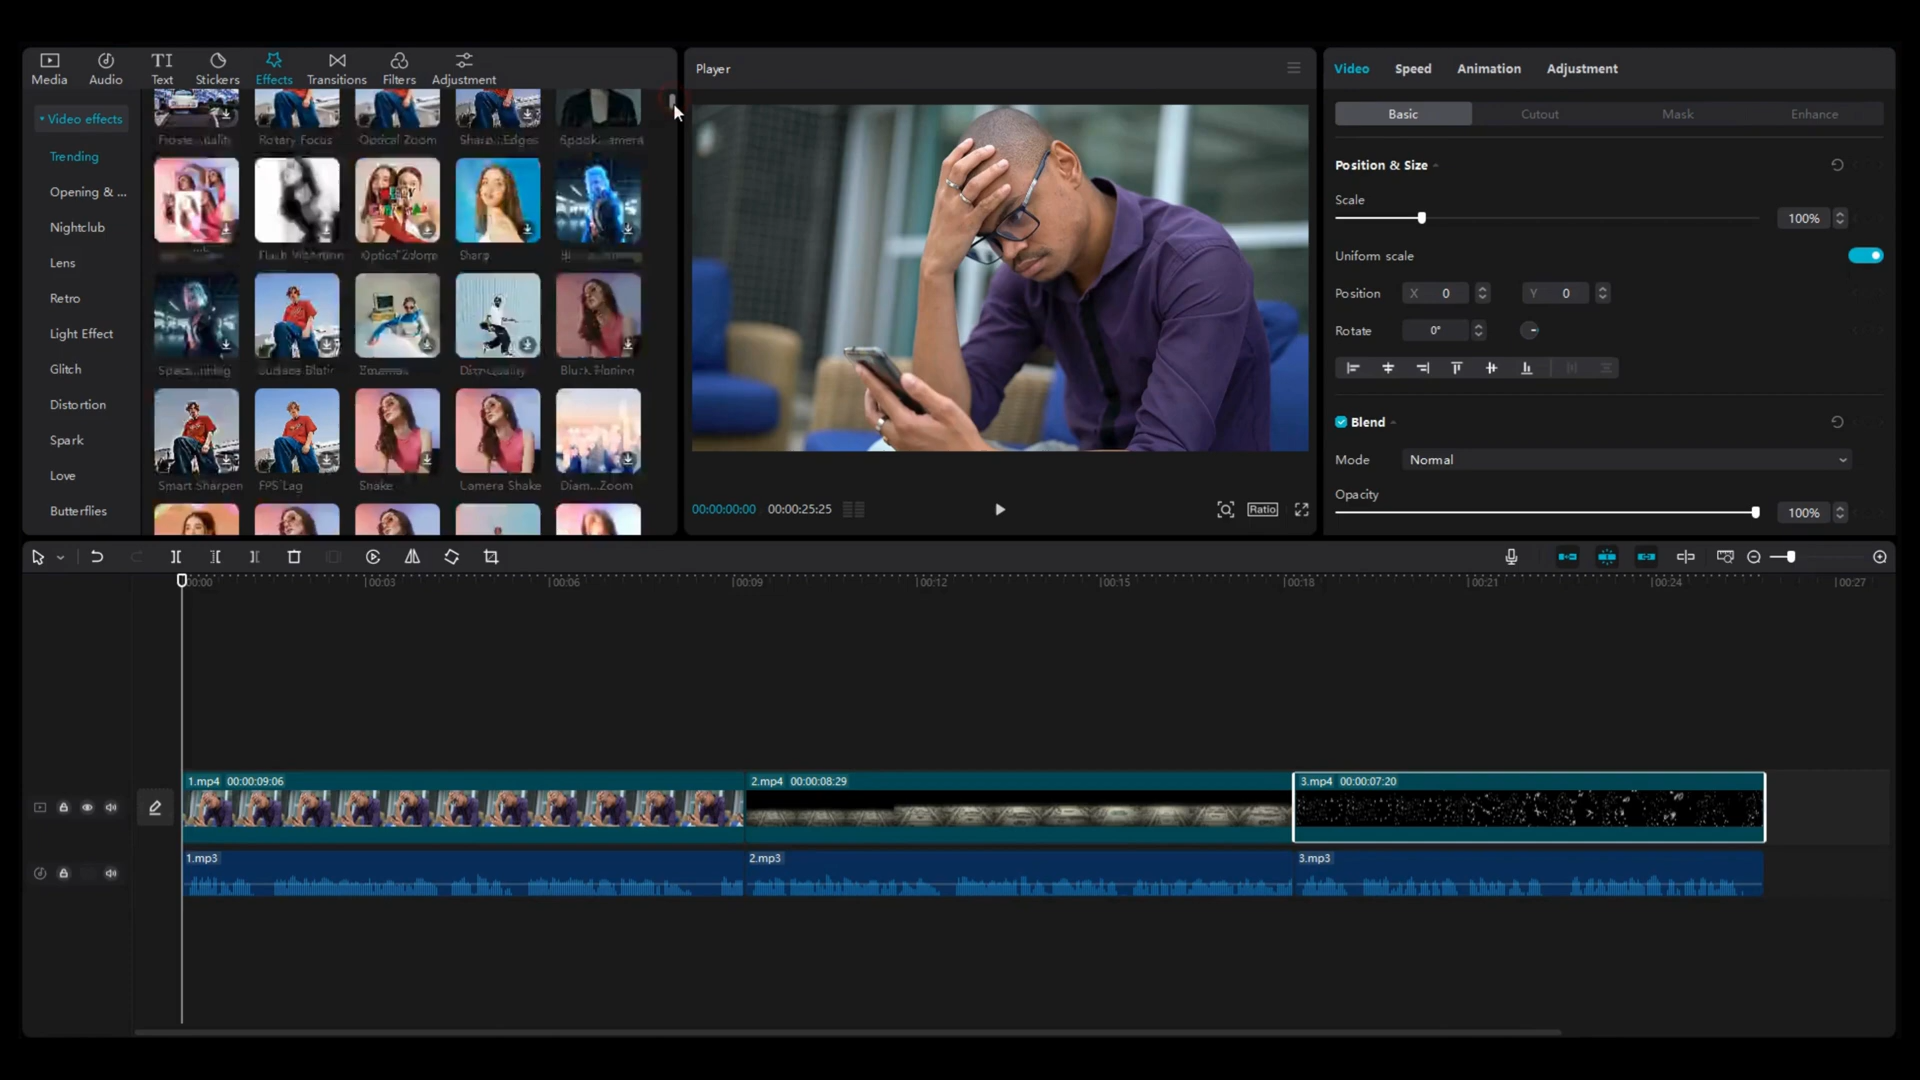 Media Audio Text Stickers Effects Transitions Filters Adjustment
Player
Video Speed Animation Adjustment
Video effects
Trending
Opening & ...
Nightclub
Lens
Retro
Light Effect
Glitch
Distortion
Spark
Love
Butterflies
Rotary Focus Optical Zoom Sharp...Edges
Optical Zoom Sharp
Smart Sharpen FPS Lag Shake Camera Shake Diam...Zoom
00:00:00:00 00:00:25:25
Ratio
Basic Cutout Mask Enhance
Position & Size
Scale
100%
Uniform scale
Position X 0 Y 0
Rotate 0°
Blend
Mode Normal
Opacity
100%
00:00 00:03 00:06 00:09 00:12 00:15 00:18 00:21 00:24 00:27
1.mp4 00:00:09:06 2.mp4 00:00:08:29 3.mp4 00:00:07:20
1.mp3 2.mp3 3.mp3